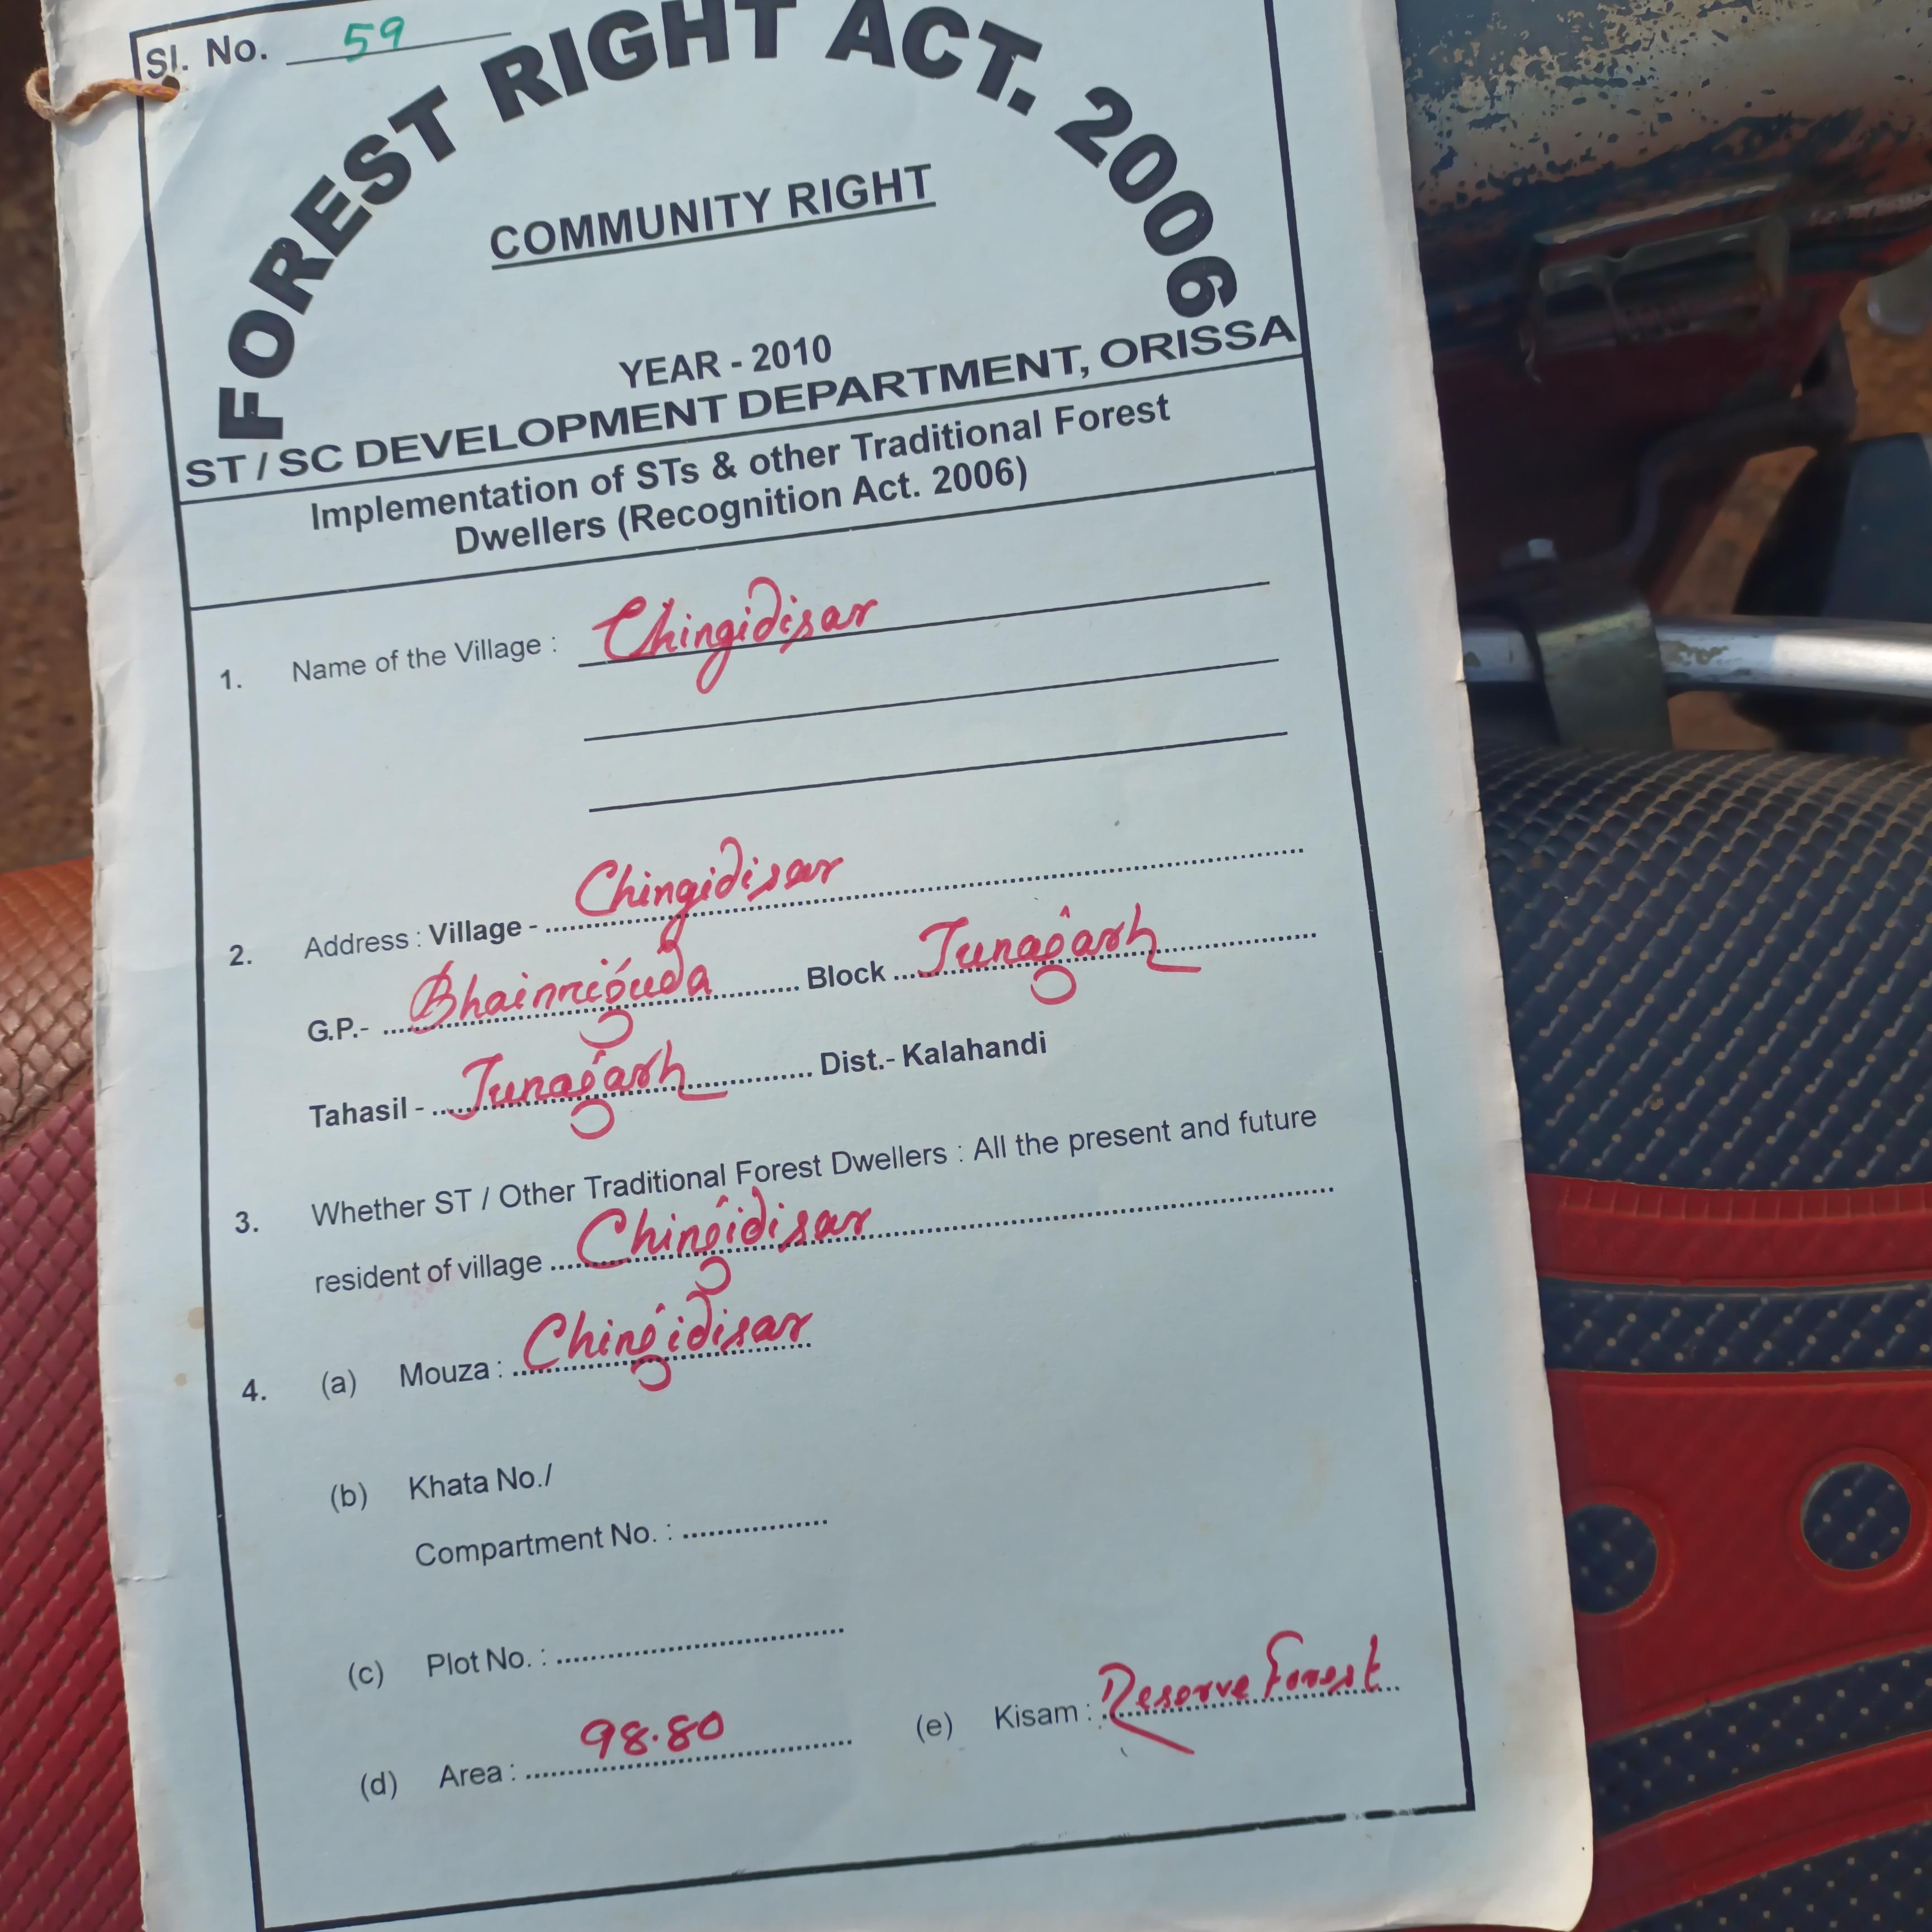 Sl. No. 59
FOREST RIGHT ACT. 2006
COMMUNITY RIGHT
YEAR - 2010
ST / SC DEVELOPMENT DEPARTMENT, ORISSA
Implementation of STs & other Traditional Forest
Dwellers (Recognition Act. 2006)
1. Name of the Village : Chingidisar
2. Address : Village - Chingidisar
G.P.- Block Junagarh
Tahasil - Junagarh Dist.- Kalahandi
3. Whether ST / Other Traditional Forest Dwellers : All the present and future
resident of village Chingidisar
4. (a) Mouza : Chingidisar
(b) Khata No./
Compartment No. :
(c) Plot No. :
(d) Area : 98.80 (e) Kisam : Reserve Forest